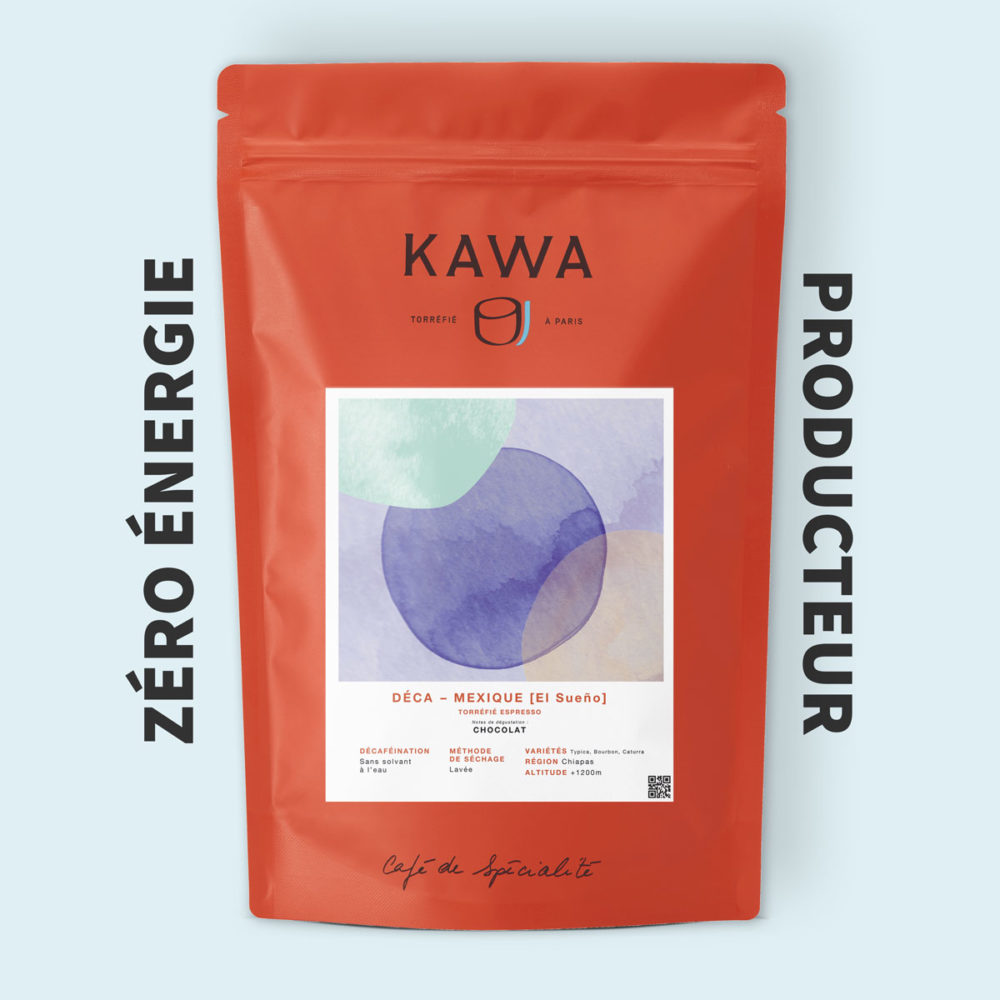 ZÉRO ÉNERGIE
KAWA
TORRÉFIÉ À PARIS
DÉCA – MEXIQUE [El Sueño]
TORRÉFIÉ ESPRESSO
Notes de dégustation :
CHOCOLAT
DÉCAFÉINATION
Sans solvant
à l'eau
MÉTHODE
DE SÉCHAGE
Lavée
VARIÉTÉS Typica, Bourbon, Caturra
RÉGION Chiapas
ALTITUDE +1200m
Café de Spécialité
PRODUCTEUR